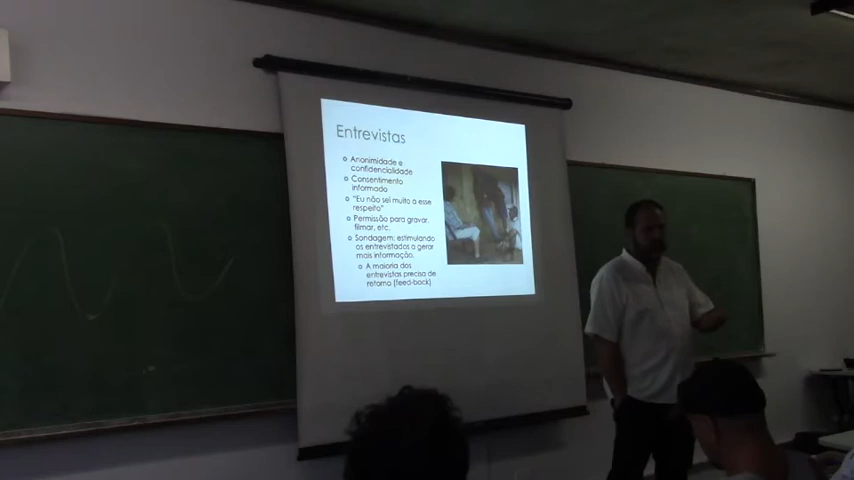 Entrevistas
Anonimidade e
confidencialidade
Consentimento
informado
"Eu não sei muito a esse
respeito"
Permissão para gravar,
filmar, etc.
Sondagem: estimulando
os entrevistados a gerar
mais informação.
A maioria dos
entrevistados precisa de
retorno (feed-back)